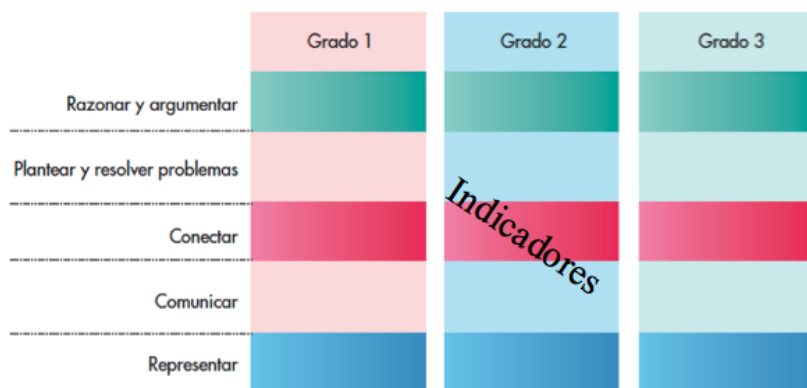 Grado 1 Grado 2 Grado 3
Razonar y argumentar
Plantear y resolver problemas
Indicadores
Conectar
Comunicar
Representar